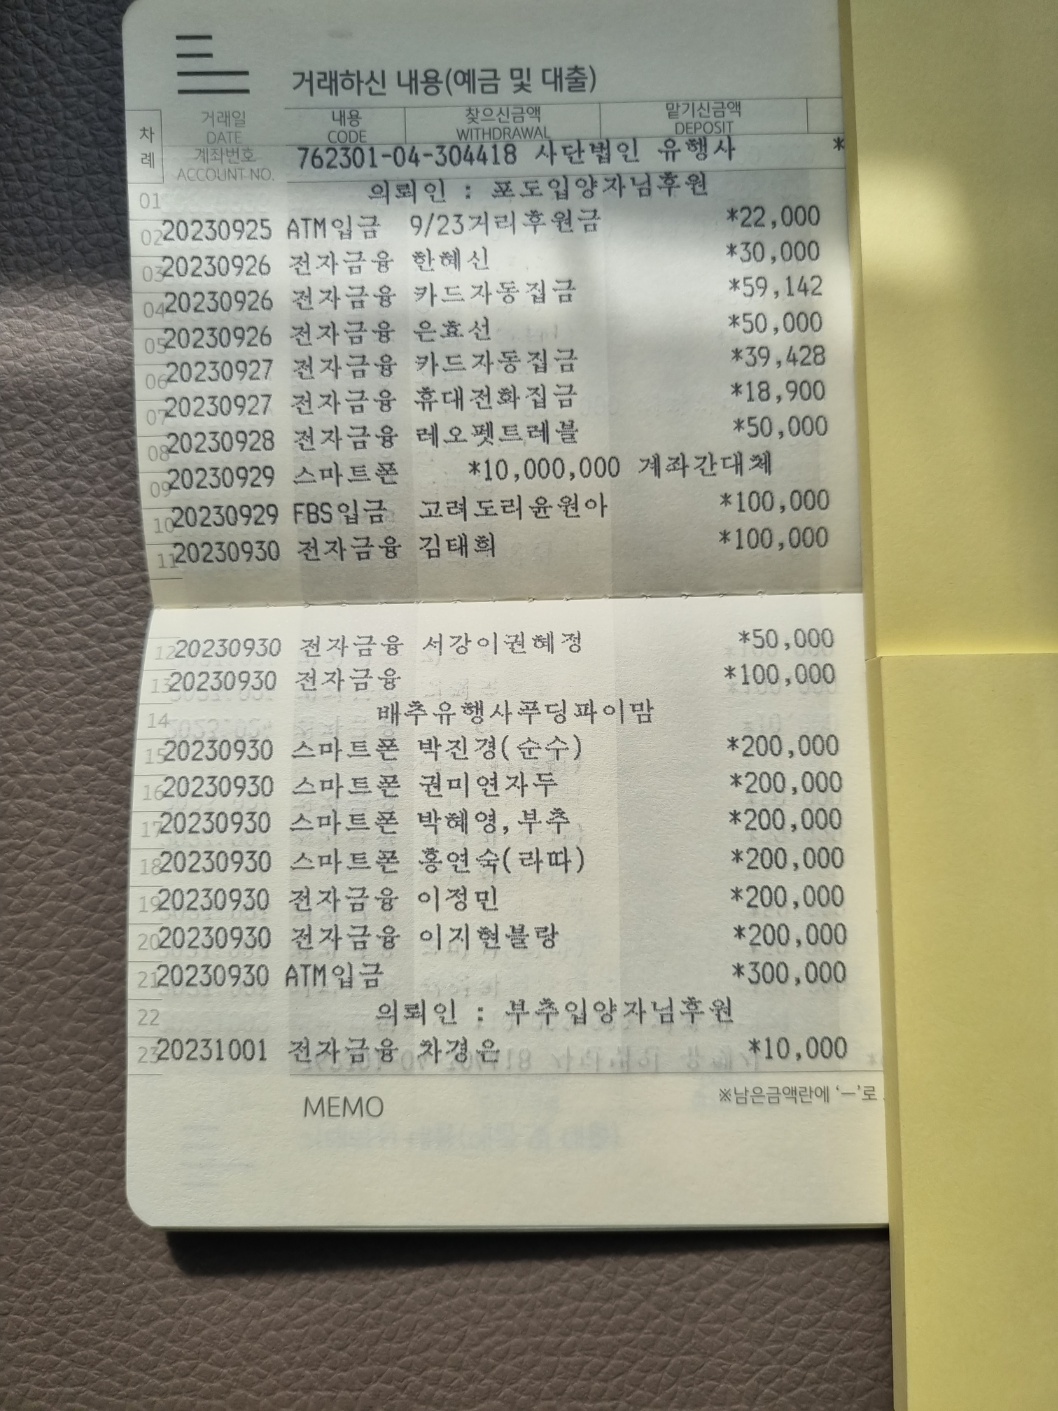 거래하신 내용(예금 및 대출)
차례
거래일 내용 찾으신금액 맡기신금액
DATE CODE WITHDRAWAL DEPOSIT
계좌번호 762301-04-304418 사단법인 유행사 *
ACCOUNT NO.
01 의뢰인 : 포도입양자님후원
02 20230925 ATM입금 9/23거리후원금 *22,000
03 20230926 전자금융 한혜신 *30,000
04 20230926 전자금융 카드자동집금 *59,142
05 20230926 전자금융 은효선 *50,000
06 20230927 전자금융 카드자동집금 *39,428
07 20230927 전자금융 휴대전화집금 *18,900
08 20230928 전자금융 레오펫트레블 *50,000
09 20230929 스마트폰 *10,000,000 계좌간대체
10 20230929 FBS입금 고려도리윤원아 *100,000
11 20230930 전자금융 김태희 *100,000
12 20230930 전자금융 서강이권혜정 *50,000
13 20230930 전자금융 *100,000
14 배추유행사푸딩파이맘
15 20230930 스마트폰 박진경(순수) *200,000
16 20230930 스마트폰 권미연자두 *200,000
17 20230930 스마트폰 박혜영,부추 *200,000
18 20230930 스마트폰 홍연숙(라따) *200,000
19 20230930 전자금융 이정민 *200,000
20 20230930 전자금융 이지현블랑 *200,000
21 20230930 ATM입금 *300,000
22 의뢰인 : 부추입양자님후원
23 20231001 전자금융 차경은 *10,000
MEMO
※남은금액란에 '－'로